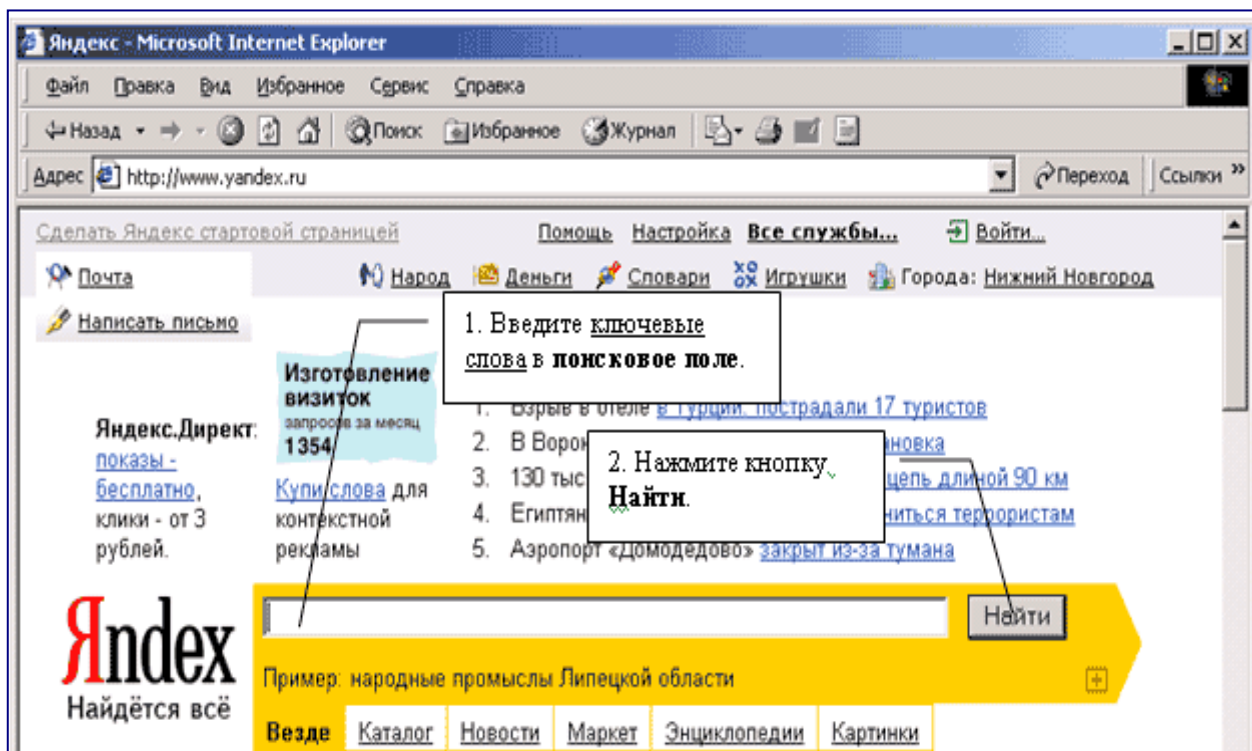 Яндекс - Microsoft Internet Explorer
Файл Правка Вид Избранное Сервис Справка
Назад Поиск Избранное Журнал
Адрес http://www.yandex.ru Переход Ссылки »
Сделать Яндекс стартовой страницей Помощь Настройка Все службы... Войти...
Почта Народ Деньги Словари Игрушки Города: Нижний Новгород
Написать письмо
1. Введите ключевые
слова в поисковое поле.
Изготовление
визиток
запросов за месяц
1354
Купи слова для
контекстной
рекламы
Яндекс.Директ:
показы -
бесплатно,
клики - от 3
рублей.
1. Взрыв в отеле в Турции: пострадали 17 туристов
2. В
3. 130 тыс цепь длиной 90 км
4. террористам
5. Аэропорт «Домодедово» закрыт из-за тумана
2. Нажмите кнопку
Найти.
Яndex
Найдётся всё
Найти
Пример: народные промыслы Липецкой области
Везде Каталог Новости Маркет Энциклопедии Картинки